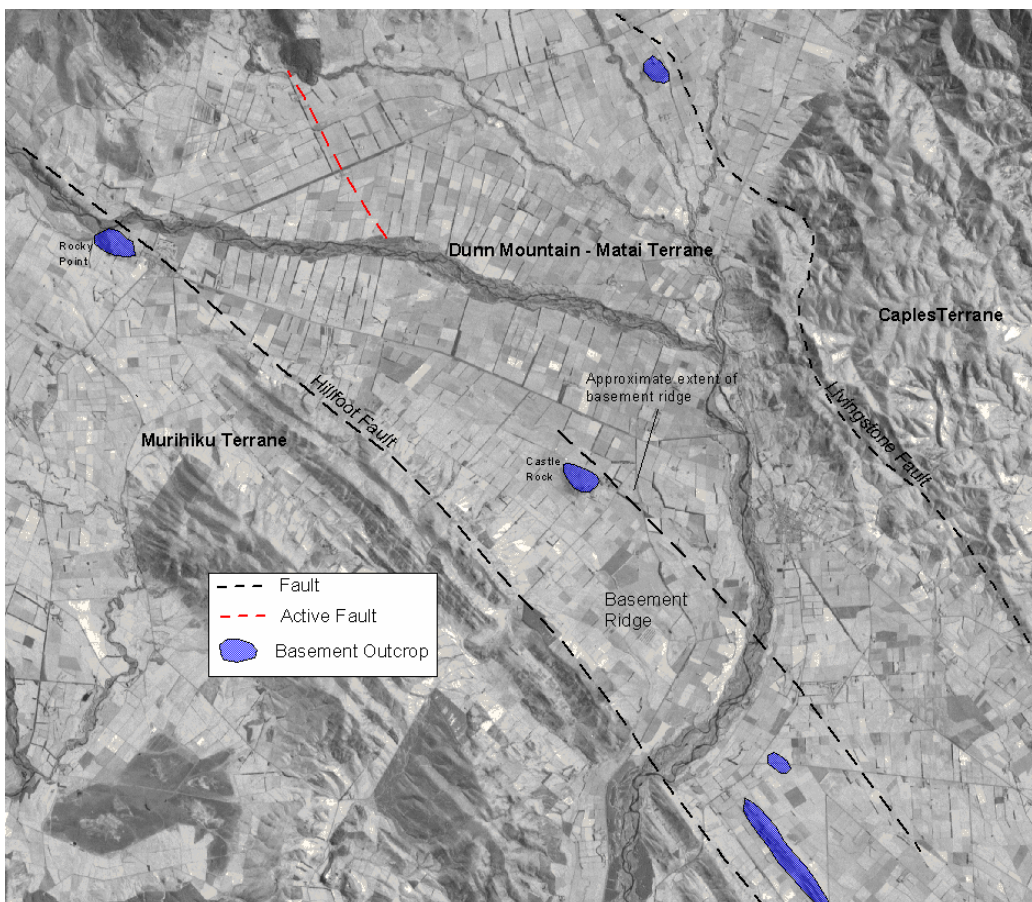 Rocky
Point
Dunn Mountain - Matai Terrane
CaplesTerrane
Approximate extent of
basement ridge
Hillfoot Fault
Livingstone Fault
Murihiku Terrane
Castle
Rock
Basement
Ridge
Fault
Active Fault
Basement Outcrop